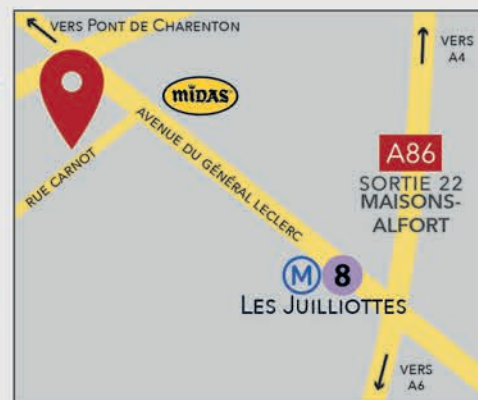 VERS PONT DE CHARENTON
VERS
A4
MIDAS
AVENUE DU GÉNÉRAL LECLERC
RUE CARNOT
A86
SORTIE 22
MAISONS-
ALFORT
M 8
LES JUILLIOTTES
VERS
A6